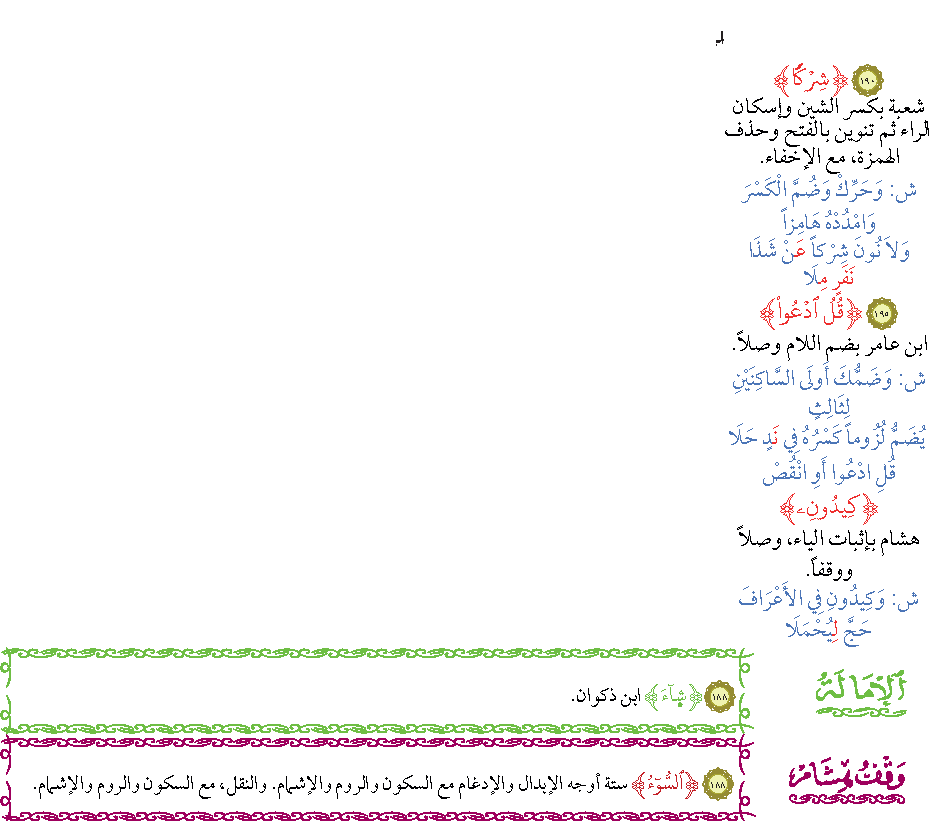 ١٩٠ ﴿شِرْكًا﴾
شعبة بكسر الشين وإسكان
الراء ثم تنوين بالفتح وحذف
الهمزة، مع الإخفاء.
ش: وَحَرِّكْ وَضُمَّ الْكَسْرَ
وَامْدُدْهُ هَامِزاً
وَلاَ نُونَ شِرْكاً عَنْ شَذَا
نَفَرٍ مِلَا
١٩٥ ﴿قُلُ ٱدْعُواْ﴾
ابن عامر بضم اللام وصلاً.
ش: وَضَمُّكَ أَولَى السَّاكِنَيْنِ
لِثَالِثٍ
يُضَمُّ لُزُوماً كَسْرُهُ فِي نَدٍ حَلَا
قُلِ ادْعُوا أَوِ انْقُصْ
﴿كِيدُونِۦ﴾
هشام بإثبات الياء، وصلاً
ووقفاً.
ش: وَكِيدُونِ فِي الأَعْرَافَ
حَجَّ لِيُحْمَلَا
ٱلْإِمَالَةُ
١٨٨ ﴿شَآءَ﴾ ابن ذكوان.
وَقْفُ هِشَام
١٨٨ ﴿ٱلسُّوٓءُ﴾ ستة أوجه الإبدال والإدغام مع السكون والروم والإشمام. والنقل، مع السكون والروم والإشمام.